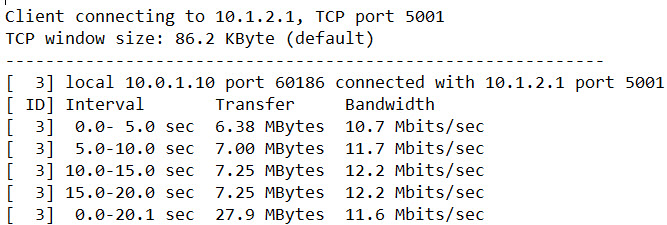 Client connecting to 10.1.2.1, TCP port 5001
TCP window size: 86.2 KByte (default)
------------------------------------------------------------
[  3] local 10.0.1.10 port 60186 connected with 10.1.2.1 port 5001
[ ID] Interval       Transfer     Bandwidth
[  3]  0.0- 5.0 sec  6.38 MBytes  10.7 Mbits/sec
[  3]  5.0-10.0 sec  7.00 MBytes  11.7 Mbits/sec
[  3] 10.0-15.0 sec  7.25 MBytes  12.2 Mbits/sec
[  3] 15.0-20.0 sec  7.25 MBytes  12.2 Mbits/sec
[  3]  0.0-20.1 sec  27.9 MBytes  11.6 Mbits/sec